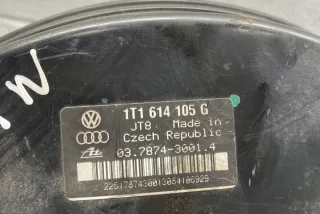 1T1 614 105 G
JT8 Made in
Czech Republic
03.7874-3001.4